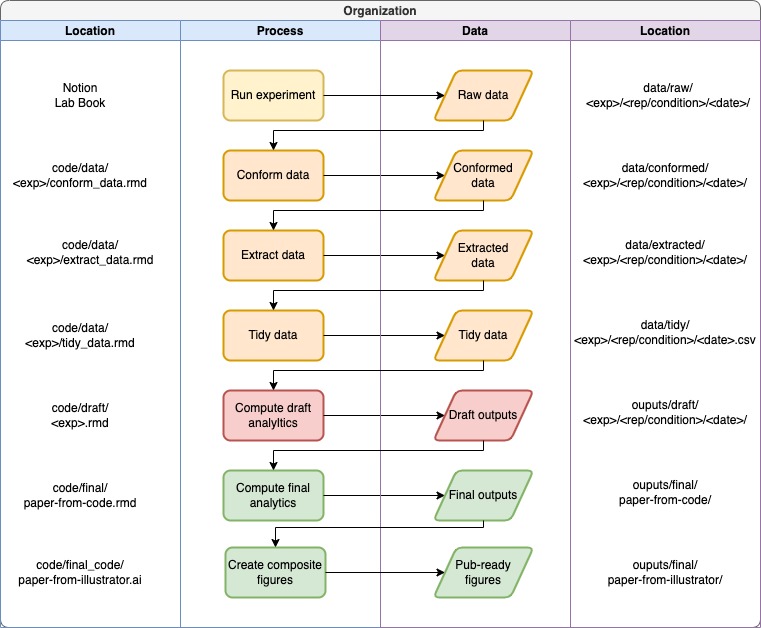 Organization
Location
Process
Data
Location
Notion
Lab Book
Run experiment
Raw data
data/raw/
<exp>/<rep/condition>/<date>/
code/data/
<exp>/conform_data.rmd
Conform data
Conformed
data
data/conformed/
<exp>/<rep/condition>/<date>/
code/data/
<exp>/extract_data.rmd
Extract data
Extracted
data
data/extracted/
<exp>/<rep/condition>/<date>/
code/data/
<exp>/tidy_data.rmd
Tidy data
Tidy data
data/tidy/
<exp>/<rep/condition>/<date>.csv
code/draft/
<exp>.rmd
Compute draft
analyltics
Draft outputs
ouputs/draft/
<exp>/<rep/condition>/<date>/
code/final/
paper-from-code.rmd
Compute final
analytics
Final outputs
ouputs/final/
paper-from-code/
code/final_code/
paper-from-illustrator.ai
Create composite
figures
Pub-ready
figures
ouputs/final/
paper-from-illustrator/